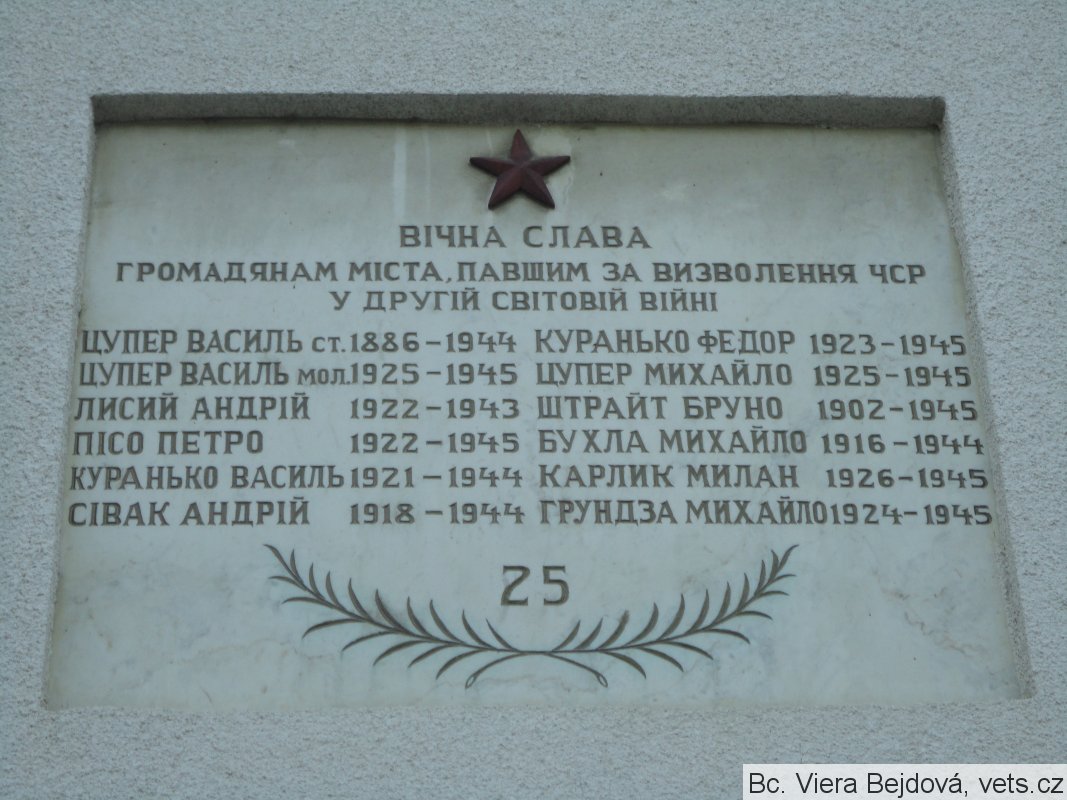 ВІЧНА СЛАВА
ГРОМАДЯНАМ МІСТА, ПАВШИМ ЗА ВИЗВОЛЕННЯ ЧСР
У ДРУГІЙ СВІТОВІЙ ВІЙНІ
ЦУПЕР ВАСИЛЬ ст. 1886 – 1944 КУРАНЬКО ФЕДОР 1923 – 1945
ЦУПЕР ВАСИЛЬ мол. 1925 – 1945 ЦУПЕР МИХАЙЛО 1925 – 1945
ЛИСИЙ АНДРІЙ 1922 – 1943 ШТРАЙТ БРУНО 1902 – 1945
ПІСО ПЕТРО 1922 – 1945 БУХЛА МИХАЙЛО 1916 – 1944
КУРАНЬКО ВАСИЛЬ 1921 – 1944 КАРЛИК МИЛАН 1926 – 1945
СІВАК АНДРІЙ 1918 – 1944 ГРУНДЗА МИХАЙЛО 1924 – 1945
25
Bc. Viera Bejdová, vets.cz